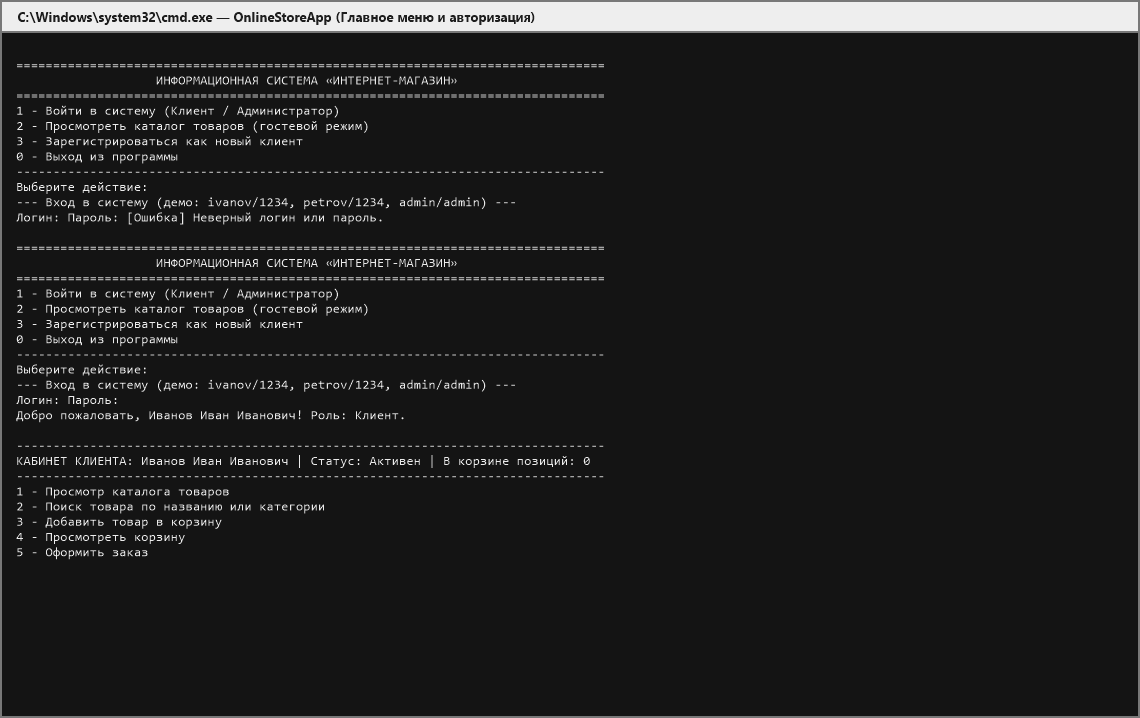 C:\Windows\system32\cmd.exe — OnlineStoreApp (Главное меню и авторизация)
================================================================================
ИНФОРМАЦИОННАЯ СИСТЕМА «ИНТЕРНЕТ-МАГАЗИН»
================================================================================
1 - Войти в систему (Клиент / Администратор)
2 - Просмотреть каталог товаров (гостевой режим)
3 - Зарегистрироваться как новый клиент
0 - Выход из программы
--------------------------------------------------------------------------------
Выберите действие:
--- Вход в систему (демо: ivanov/1234, petrov/1234, admin/admin) ---
Логин: Пароль: [Ошибка] Неверный логин или пароль.
================================================================================
ИНФОРМАЦИОННАЯ СИСТЕМА «ИНТЕРНЕТ-МАГАЗИН»
================================================================================
1 - Войти в систему (Клиент / Администратор)
2 - Просмотреть каталог товаров (гостевой режим)
3 - Зарегистрироваться как новый клиент
0 - Выход из программы
--------------------------------------------------------------------------------
Выберите действие:
--- Вход в систему (демо: ivanov/1234, petrov/1234, admin/admin) ---
Логин: Пароль:
Добро пожаловать, Иванов Иван Иванович! Роль: Клиент.
--------------------------------------------------------------------------------
КАБИНЕТ КЛИЕНТА: Иванов Иван Иванович | Статус: Активен | В корзине позиций: 0
--------------------------------------------------------------------------------
1 - Просмотр каталога товаров
2 - Поиск товара по названию или категории
3 - Добавить товар в корзину
4 - Просмотреть корзину
5 - Оформить заказ